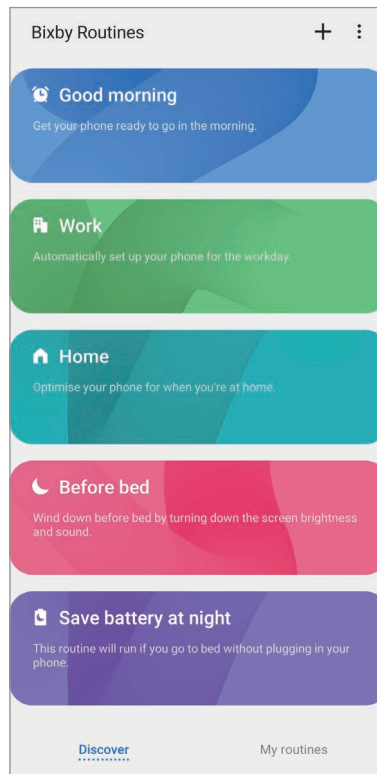 Bixby Routines
Good morning
Get your phone ready to go in the morning.
Work
Automatically set up your phone for the workday.
Home
Optimise your phone for when you're at home.
Before bed
Wind down before bed by turning down the screen brightness
and sound.
Save battery at night
This routine will run if you go to bed without plugging in your
phone.
Discover
My routines